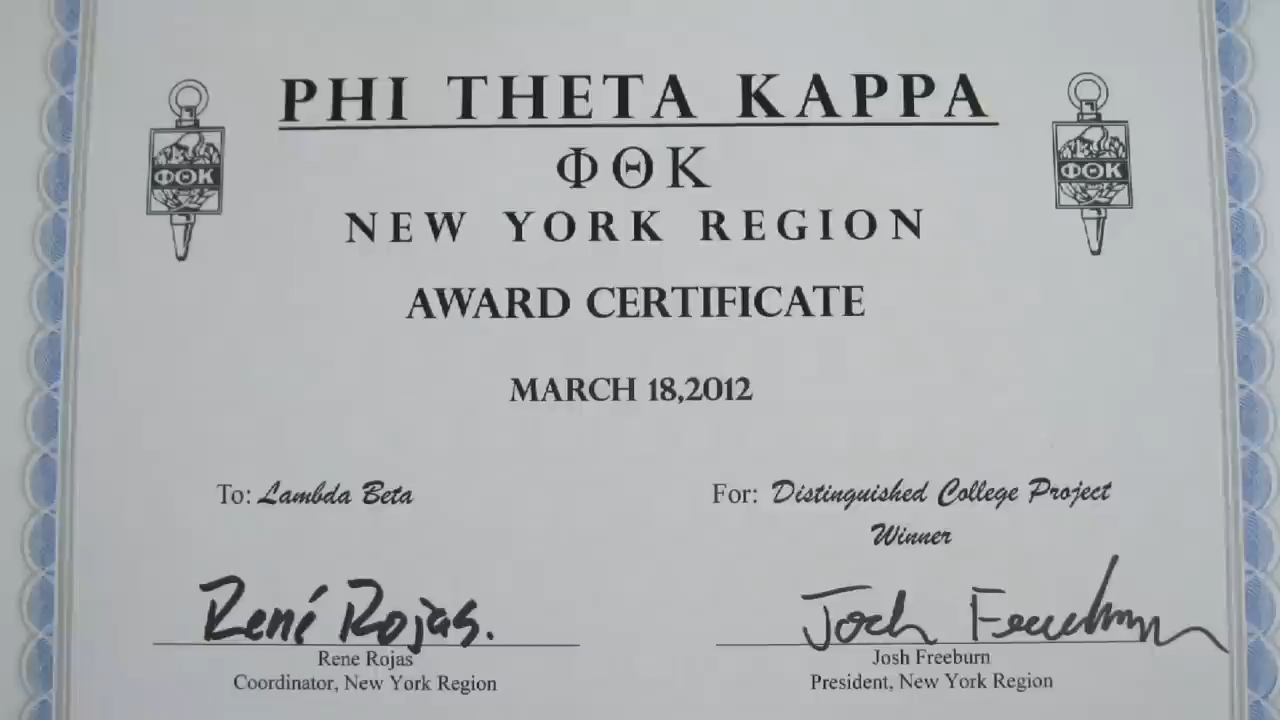 PHI THETA KAPPA
ΦΘΚ
ΦΘΚ
ΦΘΚ
NEW YORK REGION
AWARD CERTIFICATE
MARCH 18,2012
To: Lambda Beta
For: Distinguished College Project
Winner
René Rojas.
Josh Freeburn
Rene Rojas
Josh Freeburn
Coordinator, New York Region
President, New York Region